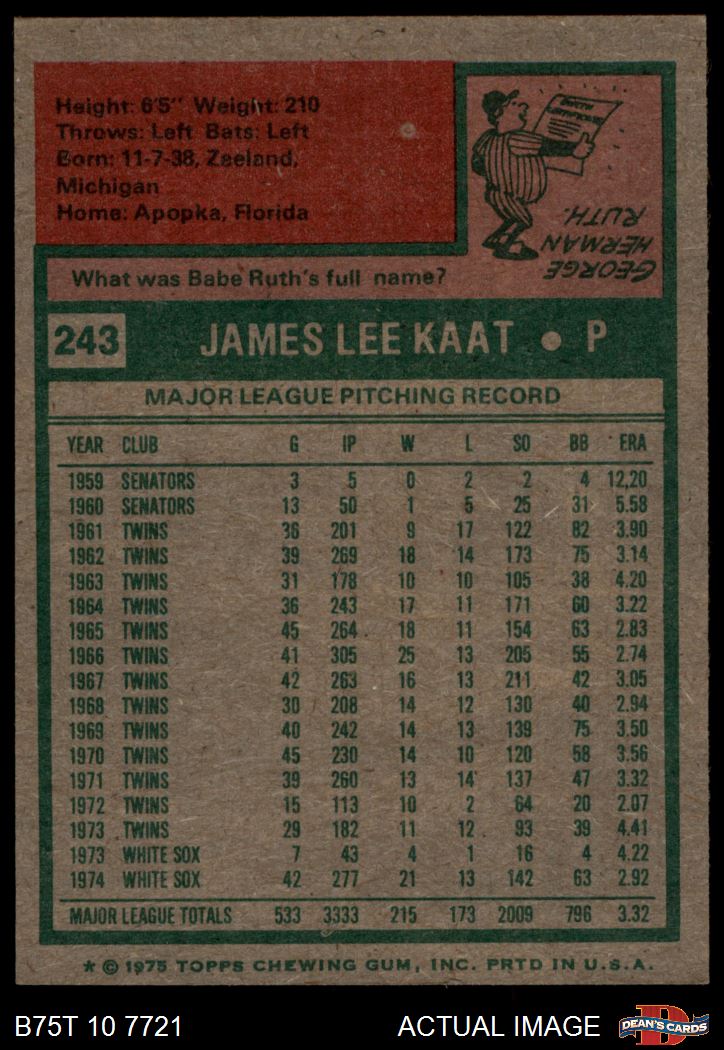 Height: 6'5" Weight: 210
Throws: Left Bats: Left
Born: 11-7-38, Zeeland,
Michigan
Home: Apopka, Florida
BIRTH CERTIFICATE
GEORGE
HERMAN
RUTH.
What was Babe Ruth's full name?
243 JAMES LEE KAAT • P
MAJOR LEAGUE PITCHING RECORD
YEAR CLUB G IP W L SO BB ERA
1959 SENATORS 3 5 0 2 2 4 12,20
1960 SENATORS 13 50 1 5 25 31 5.58
1961 TWINS 36 201 9 17 122 82 3.90
1962 TWINS 39 269 18 14 173 75 3.14
1963 TWINS 31 178 10 10 105 38 4.20
1964 TWINS 36 243 17 11 171 60 3.22
1965 TWINS 45 264 18 11 154 63 2.83
1966 TWINS 41 305 25 13 205 55 2.74
1967 TWINS 42 263 16 13 211 42 3.05
1968 TWINS 30 208 14 12 130 40 2.94
1969 TWINS 40 242 14 13 139 75 3.50
1970 TWINS 45 230 14 10 120 58 3.56
1971 TWINS 39 260 13 14 137 47 3.32
1972 TWINS 15 113 10 2 64 20 2.07
1973 TWINS 29 182 11 12 93 39 4.41
1973 WHITE SOX 7 43 4 1 16 4 4.22
1974 WHITE SOX 42 277 21 13 142 63 2.92
MAJOR LEAGUE TOTALS 533 3333 215 173 2009 796 3.32
* © 1975 TOPPS CHEWING GUM, INC. PRTD IN U.S.A.
B75T 10 7721 ACTUAL IMAGE D DEAN'S CARDS